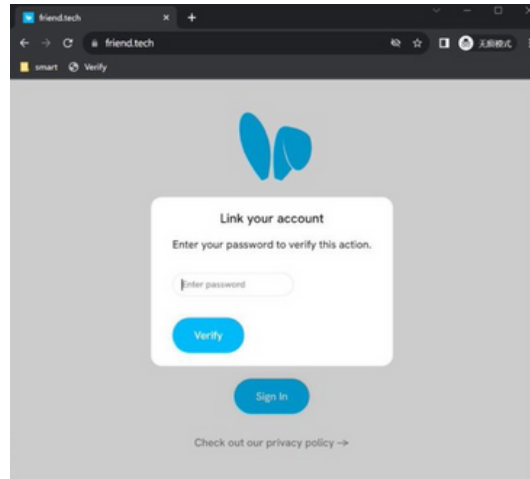 friend.tech
friend.tech
无痕模式
smart
Verify
Link your account
Enter your password to verify this action.
Enter password
Verify
Sign In
Check out our privacy policy ->